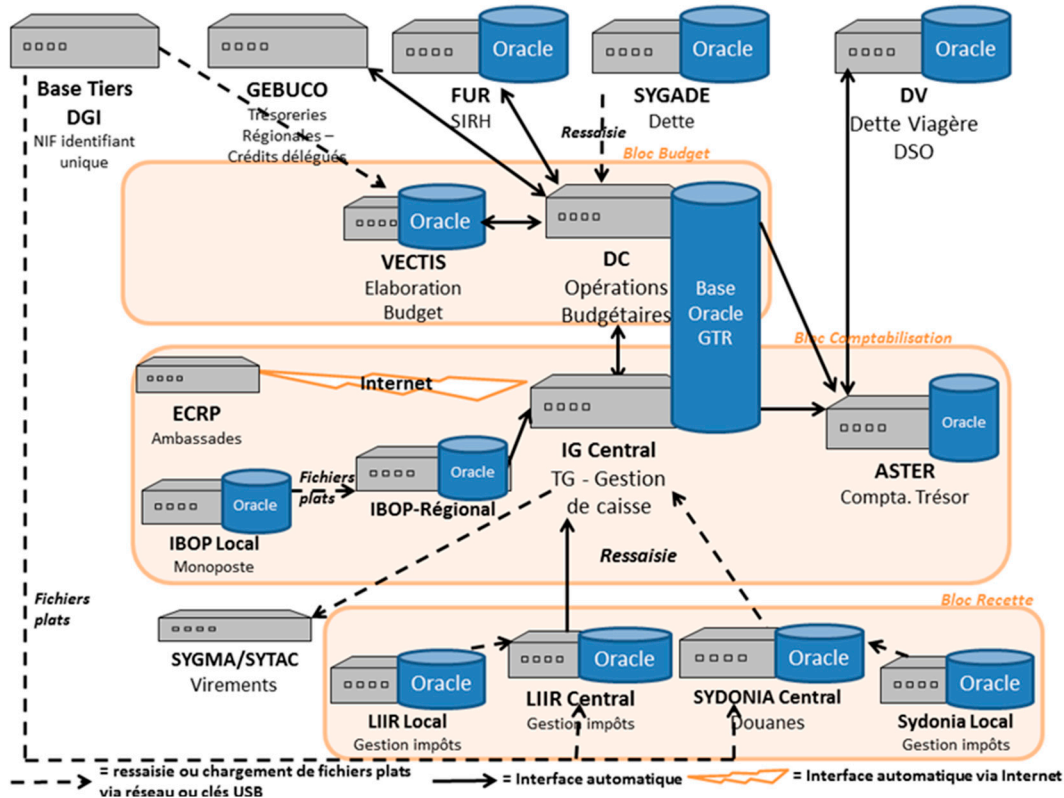 Oracle
Oracle
Oracle
Base Tiers
DGI
NIF identifiant
unique
GEBUCO
Trésoreries
Régionales –
Crédits délégués
FUR
SIRH
SYGADE
Dette
DV
Dette Viagère
DSO
Ressaisie
Bloc Budget
Oracle
VECTIS
Elaboration
Budget
DC
Opérations
Budgétaires
Base
Oracle
GTR
Bloc Comptabilisation
Internet
ECRP
Ambassades
Oracle
Fichiers
plats
Oracle
IBOP Local
Monoposte
IBOP-Régional
IG Central
TG - Gestion
de caisse
Oracle
ASTER
Compta. Trésor
Ressaisie
Fichiers
plats
SYGMA/SYTAC
Virements
Bloc Recette
Oracle
Oracle
Oracle
Oracle
LIIR Local
Gestion impôts
LIIR Central
Gestion impôts
SYDONIA Central
Douanes
Sydonia Local
Gestion impôts
= ressaisie ou chargement de fichiers plats
via réseau ou clés USB
= Interface automatique
= Interface automatique via Internet